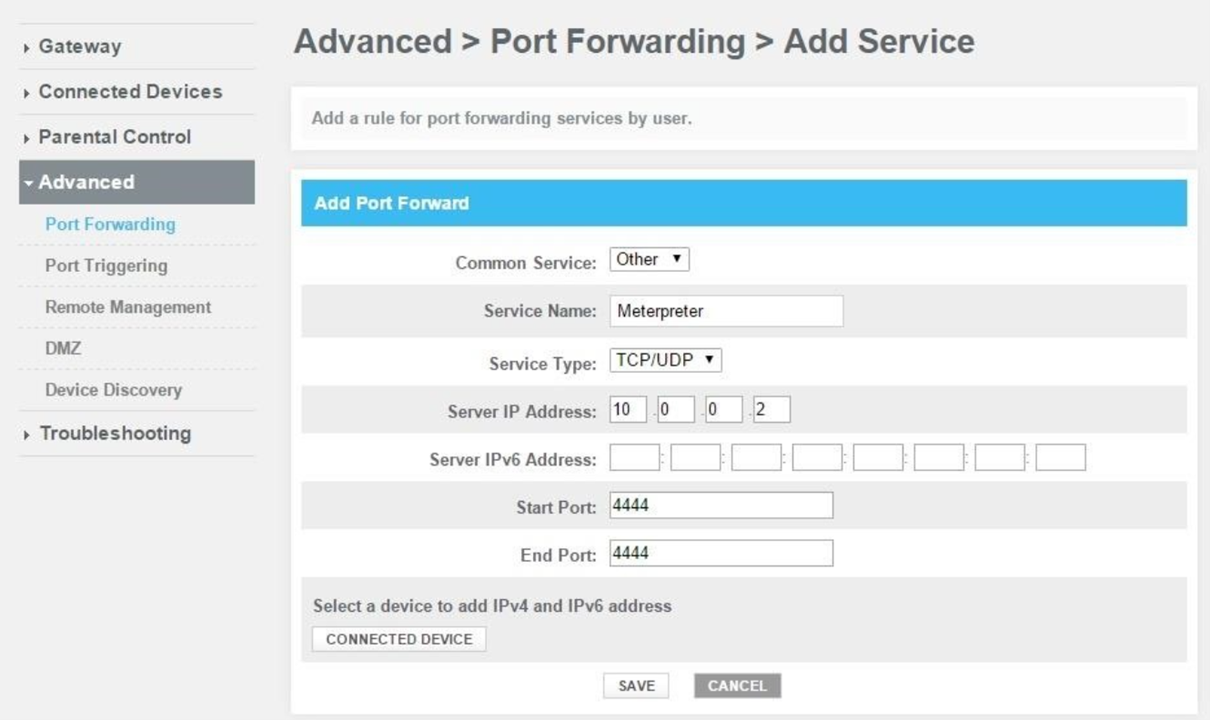 Gateway
Connected Devices
Parental Control
Advanced
Port Forwarding
Port Triggering
Remote Management
DMZ
Device Discovery
Troubleshooting
Advanced > Port Forwarding > Add Service
Add a rule for port forwarding services by user.
Add Port Forward
Common Service: Other
Service Name: Meterpreter
Service Type: TCP/UDP
Server IP Address: 10 . 0 . 0 . 2
Server IPv6 Address: : : : : : : :
Start Port: 4444
End Port: 4444
Select a device to add IPv4 and IPv6 address
CONNECTED DEVICE
SAVE CANCEL